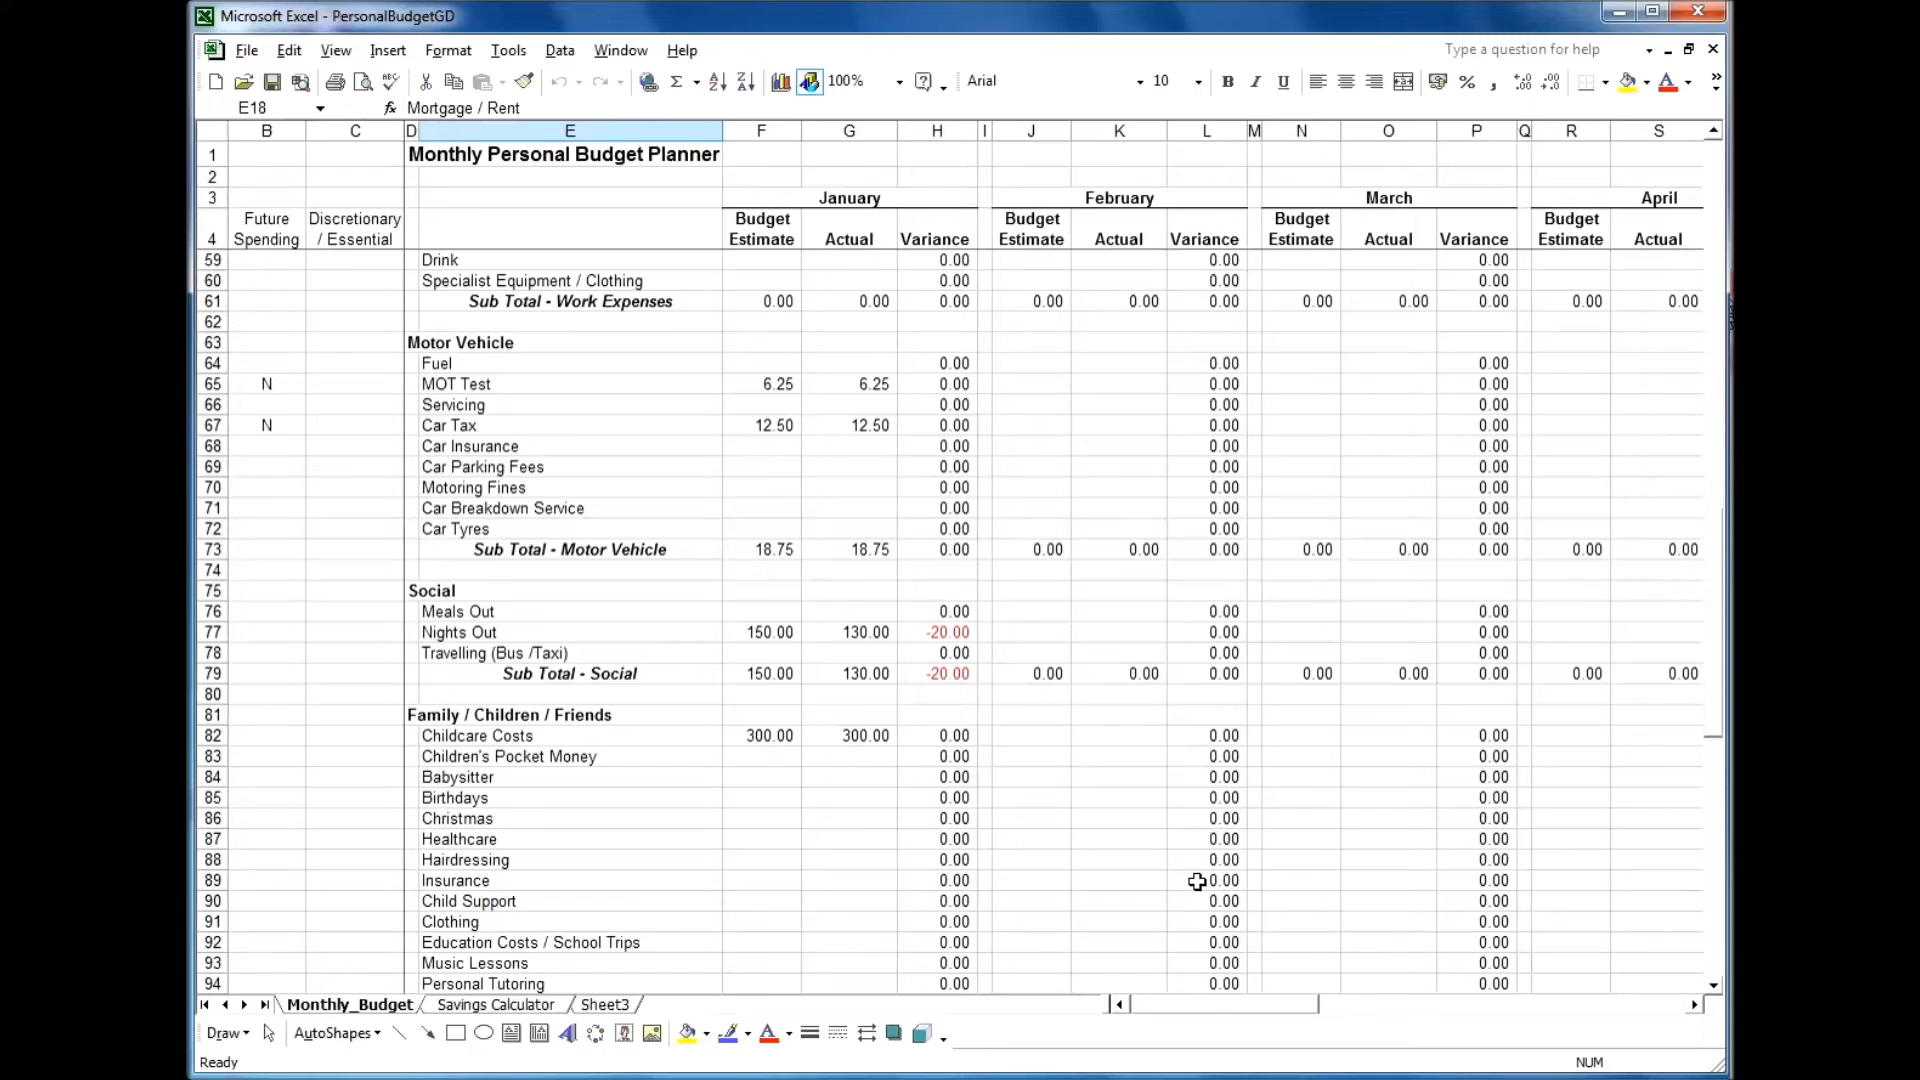 Microsoft Excel - PersonalBudgetGD
File Edit View Insert Format Tools Data Window Help Type a question for help
100% Arial 10 B I U
E18 fx Mortgage / Rent
B C D E F G H I J K L M N O P Q R S
1 Monthly Personal Budget Planner
2
3 January February March April
Future Discretionary Budget Budget Budget Budget
4 Spending / Essential Estimate Actual Variance Estimate Actual Variance Estimate Actual Variance Estimate Actual
59 Drink 0.00 0.00 0.00
60 Specialist Equipment / Clothing 0.00 0.00 0.00
61 Sub Total - Work Expenses 0.00 0.00 0.00 0.00 0.00 0.00 0.00 0.00 0.00 0.00 0.00
62
63 Motor Vehicle
64 Fuel 0.00 0.00 0.00
65 N MOT Test 6.25 6.25 0.00 0.00 0.00
66 Servicing 0.00 0.00 0.00
67 N Car Tax 12.50 12.50 0.00 0.00 0.00
68 Car Insurance 0.00 0.00 0.00
69 Car Parking Fees 0.00 0.00 0.00
70 Motoring Fines 0.00 0.00 0.00
71 Car Breakdown Service 0.00 0.00 0.00
72 Car Tyres 0.00 0.00 0.00
73 Sub Total - Motor Vehicle 18.75 18.75 0.00 0.00 0.00 0.00 0.00 0.00 0.00 0.00 0.00
74
75 Social
76 Meals Out 0.00 0.00 0.00
77 Nights Out 150.00 130.00 -20.00 0.00 0.00
78 Travelling (Bus /Taxi) 0.00 0.00 0.00
79 Sub Total - Social 150.00 130.00 -20.00 0.00 0.00 0.00 0.00 0.00 0.00 0.00 0.00
80
81 Family / Children / Friends
82 Childcare Costs 300.00 300.00 0.00 0.00 0.00
83 Children's Pocket Money 0.00 0.00 0.00
84 Babysitter 0.00 0.00 0.00
85 Birthdays 0.00 0.00 0.00
86 Christmas 0.00 0.00 0.00
87 Healthcare 0.00 0.00 0.00
88 Hairdressing 0.00 0.00 0.00
89 Insurance 0.00 0.00 0.00
90 Child Support 0.00 0.00 0.00
91 Clothing 0.00 0.00 0.00
92 Education Costs / School Trips 0.00 0.00 0.00
93 Music Lessons 0.00 0.00 0.00
94 Personal Tutoring 0.00 0.00 0.00
Monthly_Budget Savings Calculator Sheet3
Draw AutoShapes
Ready NUM